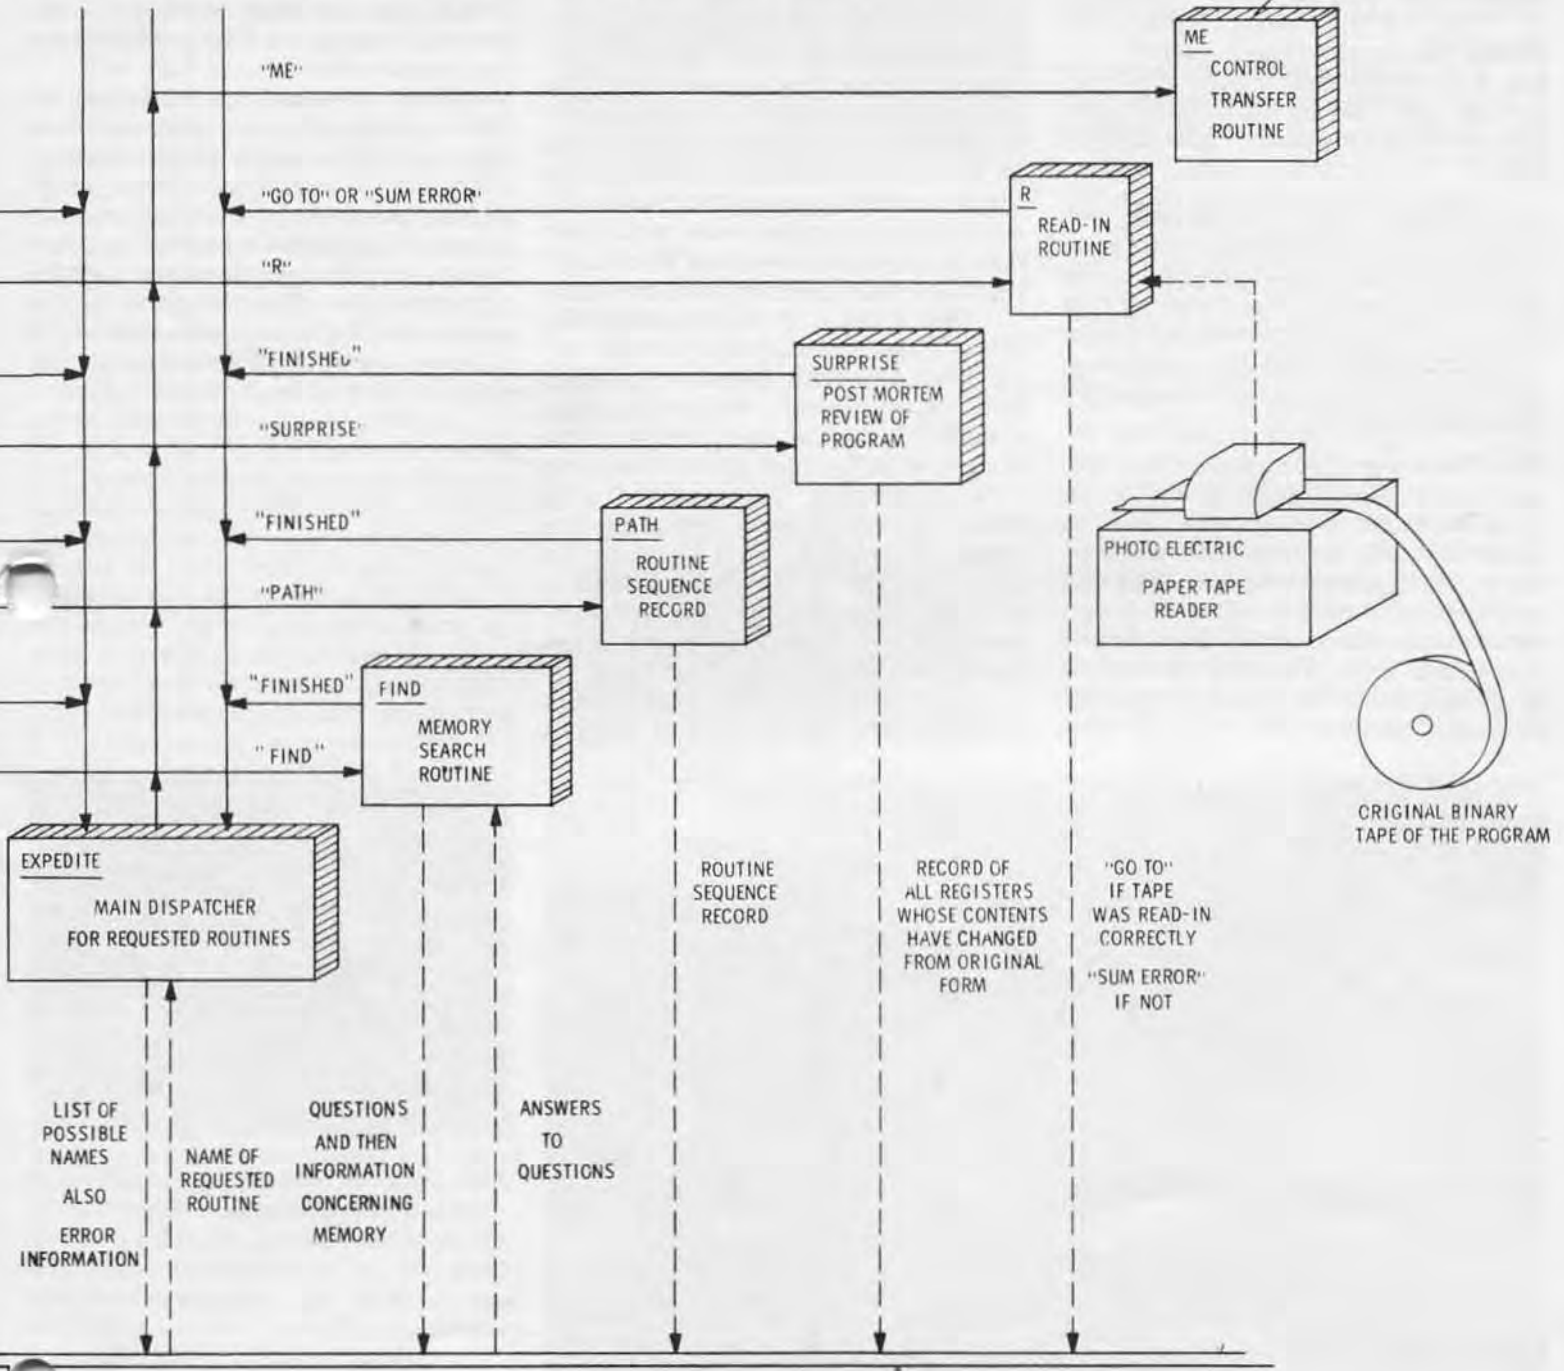 "ME"
ME
CONTROL
TRANSFER
ROUTINE
"GO TO" OR "SUM ERROR"
R
READ-IN
ROUTINE
"R"
"FINISHED"
SURPRISE
POST MORTEM
REVIEW OF
PROGRAM
"SURPRISE'
"FINISHED"
PATH
ROUTINE
SEQUENCE
RECORD
"PATH"
PHOTO ELECTRIC
PAPER TAPE
READER
"FINISHED"
FIND
MEMORY
SEARCH
ROUTINE
"FIND"
ORIGINAL BINARY
TAPE OF THE PROGRAM
EXPEDITE
MAIN DISPATCHER
FOR REQUESTED ROUTINES
ROUTINE
SEQUENCE
RECORD
RECORD OF
ALL REGISTERS
WHOSE CONTENTS
HAVE CHANGED
FROM ORIGINAL
FORM
"GO TO"
IF TAPE
WAS READ-IN
CORRECTLY
"SUM ERROR"
IF NOT
LIST OF
POSSIBLE
NAMES
ALSO
ERROR
INFORMATION
NAME OF
REQUESTED
ROUTINE
QUESTIONS
AND THEN
INFORMATION
CONCERNING
MEMORY
ANSWERS
TO
QUESTIONS